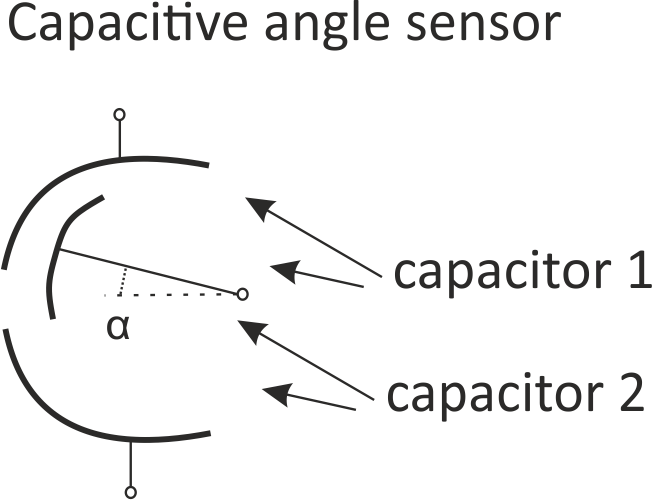 Capacitive angle sensor
capacitor 1
α
capacitor 2